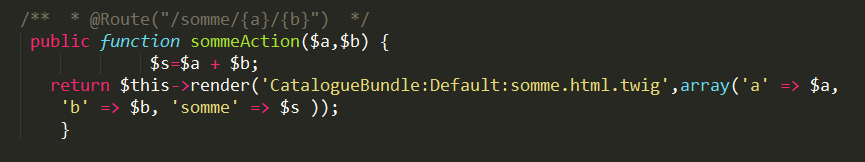 /**  * @Route("/somme/{a}/{b}")  */
public function sommeAction($a,$b) {
$s=$a + $b;
return $this->render('CatalogueBundle:Default:somme.html.twig',array('a' => $a,
'b' => $b, 'somme' => $s ));
}